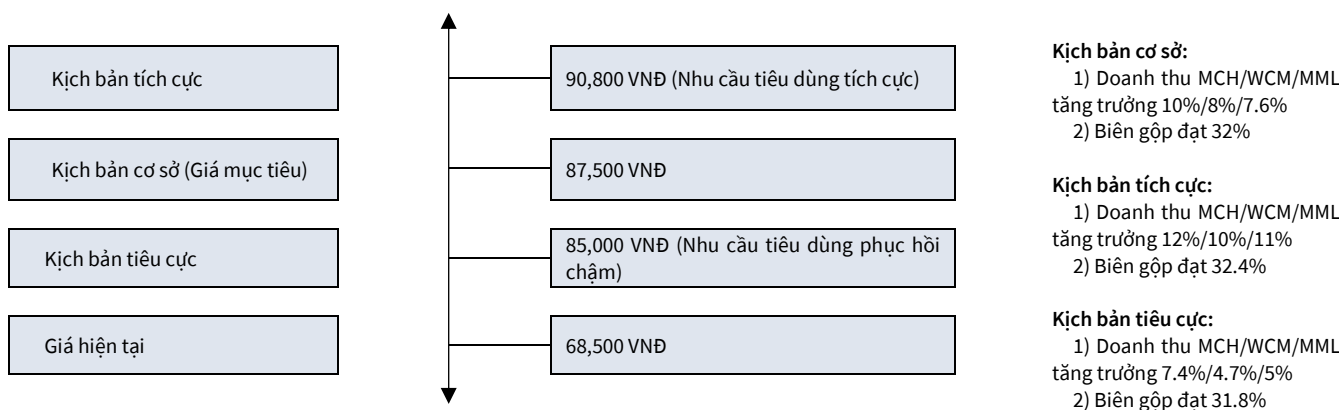 Kịch bản tích cực
90,800 VNĐ (Nhu cầu tiêu dùng tích cực)
Kịch bản cơ sở (Giá mục tiêu)
87,500 VNĐ
Kịch bản tiêu cực
85,000 VNĐ (Nhu cầu tiêu dùng phục hồi
chậm)
Giá hiện tại
68,500 VNĐ
Kịch bản cơ sở:
1) Doanh thu MCH/WCM/MML
tăng trưởng 10%/8%/7.6%
2) Biên gộp đạt 32%
Kịch bản tích cực:
1) Doanh thu MCH/WCM/MML
tăng trưởng 12%/10%/11%
2) Biên gộp đạt 32.4%
Kịch bản tiêu cực:
1) Doanh thu MCH/WCM/MML
tăng trưởng 7.4%/4.7%/5%
2) Biên gộp đạt 31.8%